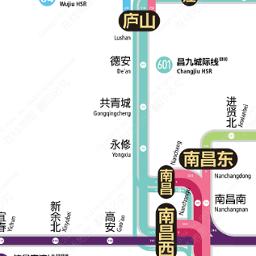 Wujiu HSR
庐山
Lushan
德安
De'an
601
昌九城际线
Changjiu HSR
共青城
Gongqingcheng
进贤北
Jinxianbei
永修
Yongxiu
南昌东
Nanchangdong
南昌
Nanchang
南昌南
Nanchangnan
南昌西
新余北
Xinyubei
高安
Gao'an
宜春
Yichun